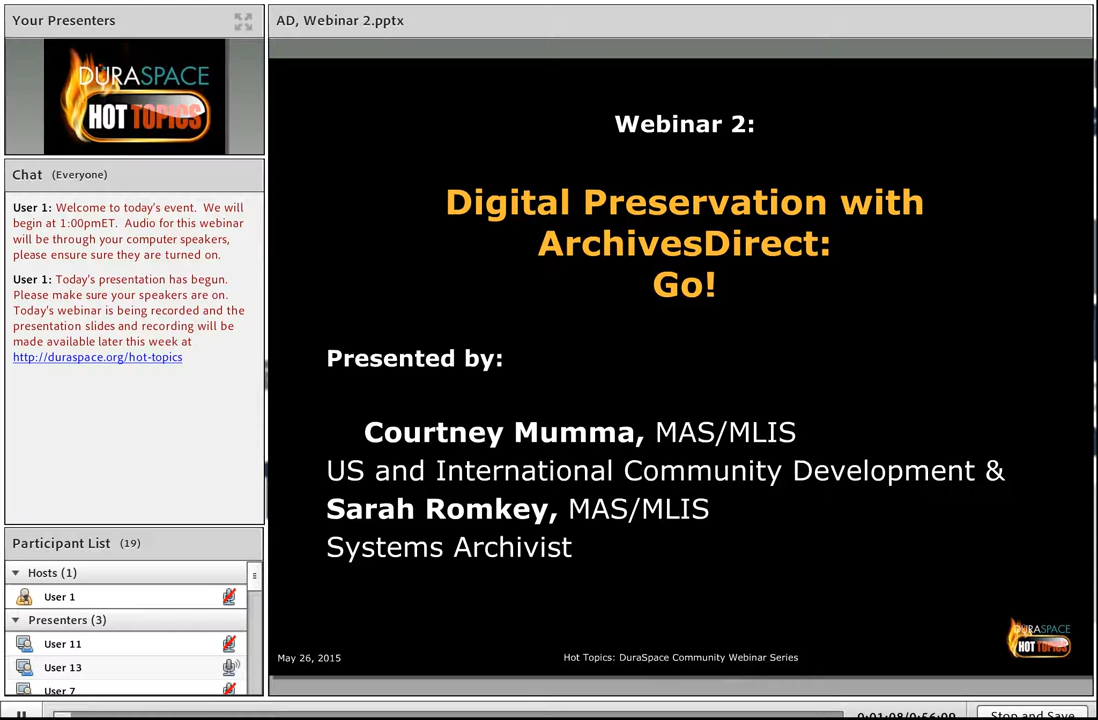 Your Presenters
DURASPACE
HOT TOPICS
Chat (Everyone)
User 1: Welcome to today's event. We will
begin at 1:00pmET. Audio for this webinar
will be through your computer speakers,
please ensure sure they are turned on.
User 1: Today's presentation has begun.
Please make sure your speakers are on.
Today's webinar is being recorded and the
presentation slides and recording will be
made available later this week at
http://duraspace.org/hot-topics
Participant List (19)
Hosts (1)
User 1
Presenters (3)
User 11
User 13
User 7
AD, Webinar 2.pptx
Webinar 2:
Digital Preservation with
ArchivesDirect:
Go!
Presented by:
Courtney Mumma, MAS/MLIS
US and International Community Development &
Sarah Romkey, MAS/MLIS
Systems Archivist
DURASPACE
HOT TOPICS
May 26, 2015
Hot Topics: DuraSpace Community Webinar Series
0:01:08/0:56:09
Stop and Save